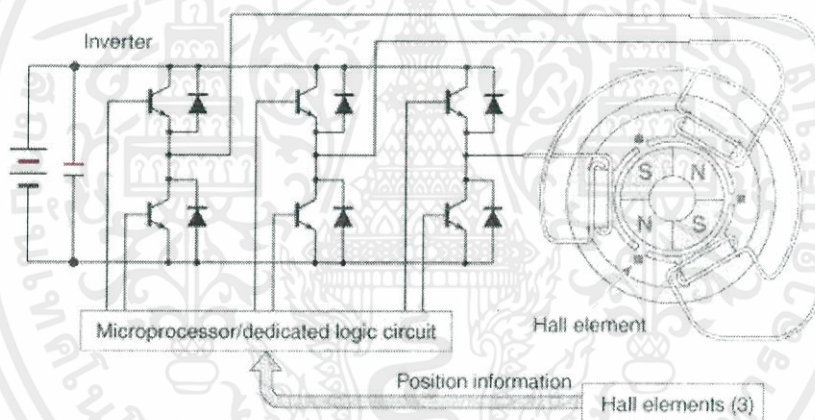 Inverter
S N
N S
Microprocessor/dedicated logic circuit
Hall element
Position information
Hall elements (3)